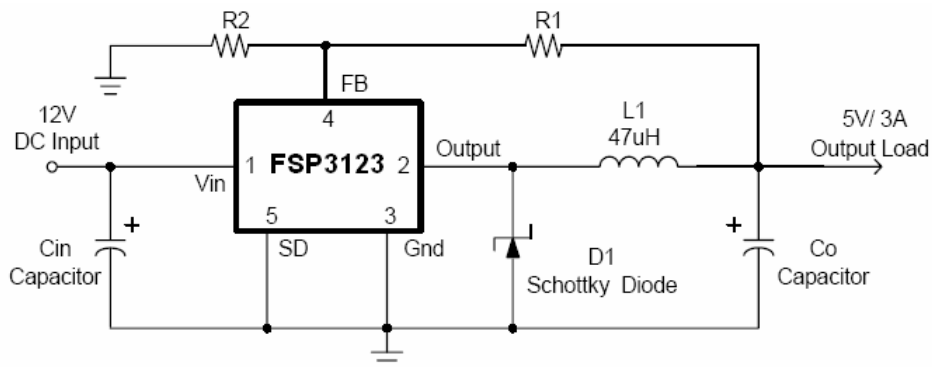 R2
R1
FB
4
12V
DC Input
L1
47uH
5V/ 3A
Output Load
Output
1
FSP3123
2
Vin
5
3
SD
Gnd
+
Cin
Capacitor
D1
Schottky Diode
+
Co
Capacitor